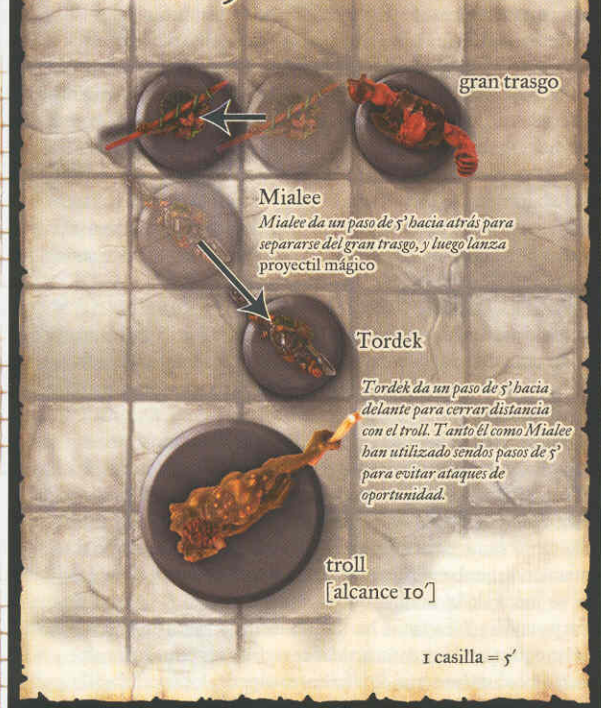 gran trasgo
Mialee
Mialee da un paso de 5' hacia atrás para
separarse del gran trasgo, y luego lanza
proyectil mágico
Tordek
Tordek da un paso de 5' hacia
delante para cerrar distancia
con el troll. Tanto él como Mialee
han utilizado sendos pasos de 5'
para evitar ataques de
oportunidad.
troll
[alcance 10']
1 casilla = 5'